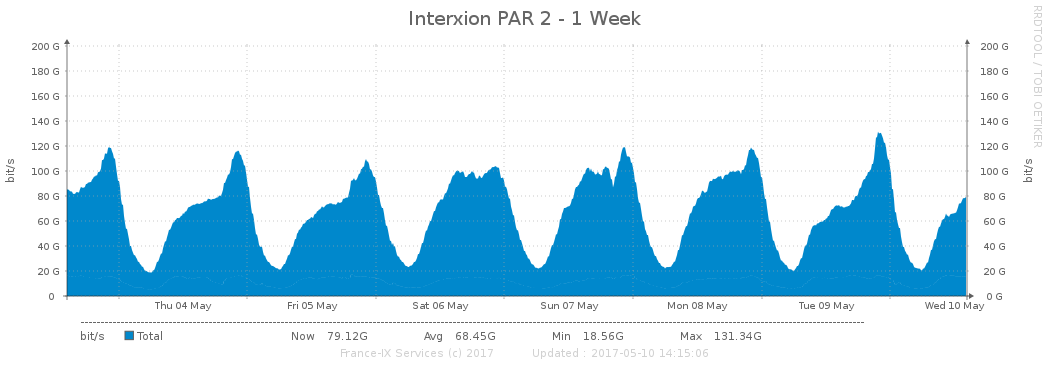 Interxion PAR 2 - 1 Week
RRDTOOL / TOBI OETIKER
200 G 200 G
180 G 180 G
160 G 160 G
140 G 140 G
120 G 120 G
100 G 100 G
80 G 80 G
60 G 60 G
40 G 40 G
20 G 20 G
0 0 G
bit/s bit/s
Thu 04 May Fri 05 May Sat 06 May Sun 07 May Mon 08 May Tue 09 May Wed 10 May
bit/s Total Now 79.12G Avg 68.45G Min 18.56G Max 131.34G
France-IX Services (c) 2017 Updated : 2017-05-10 14:15:06